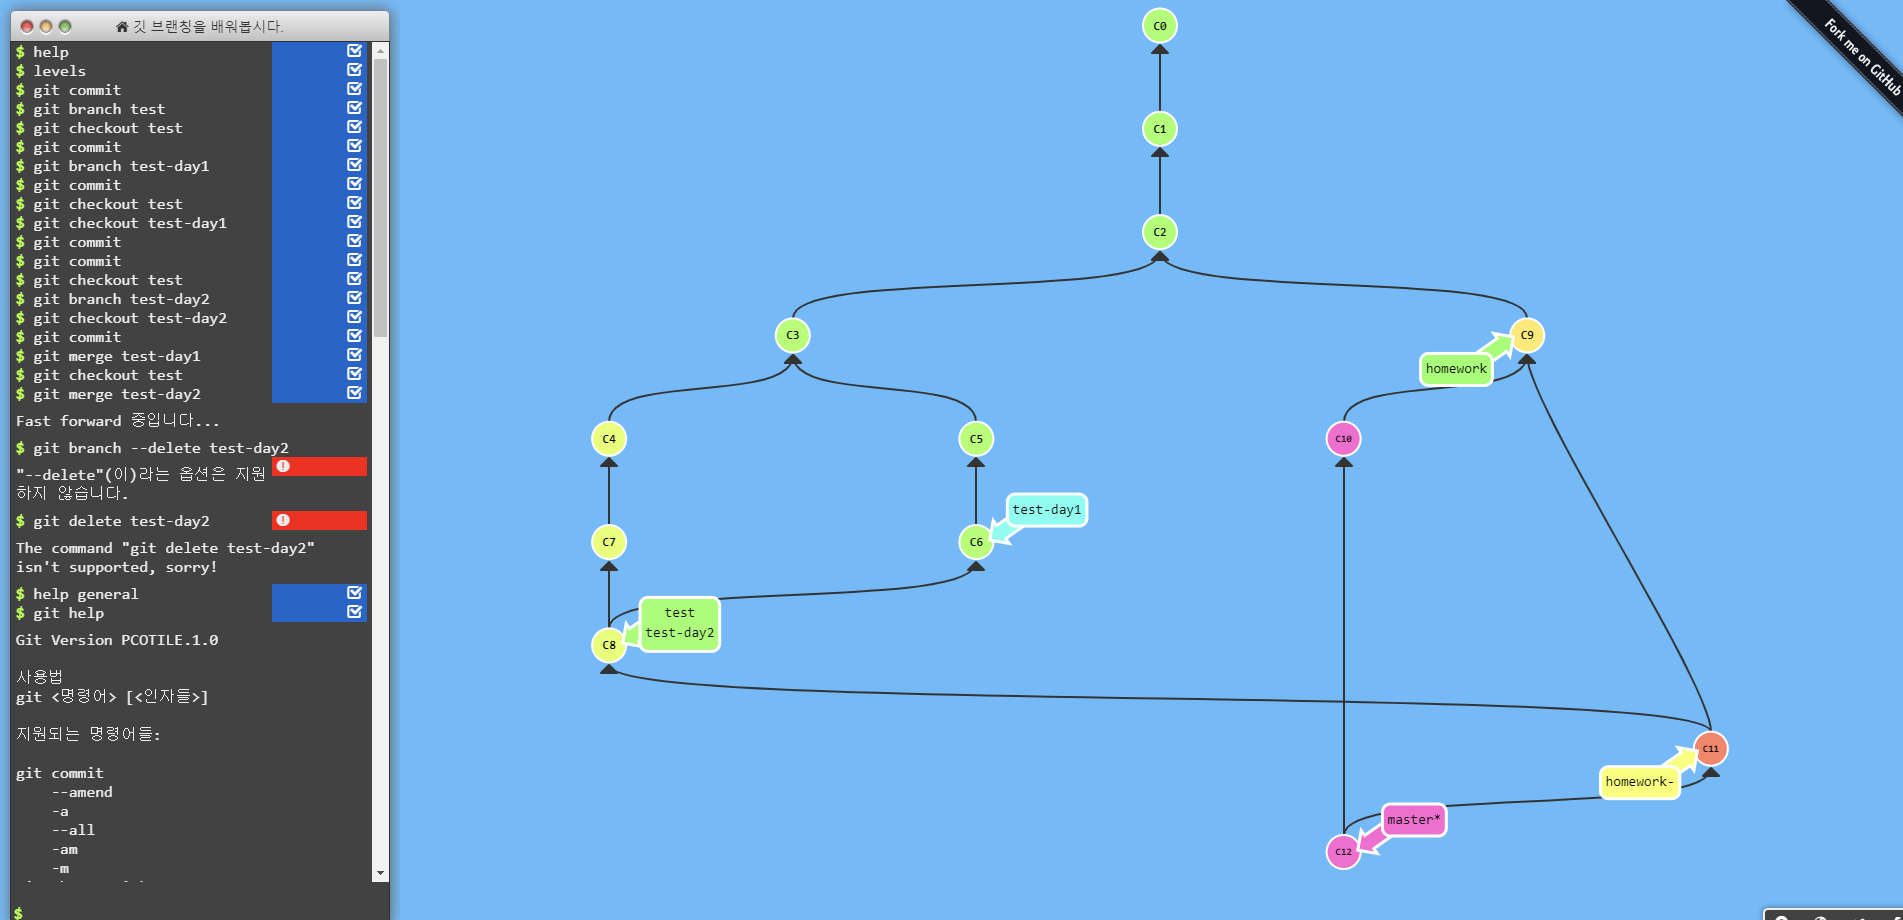 깃 브랜칭을 배워봅시다.
$ help
$ levels
$ git commit
$ git branch test
$ git checkout test
$ git commit
$ git branch test-day1
$ git commit
$ git checkout test
$ git checkout test-day1
$ git commit
$ git commit
$ git checkout test
$ git branch test-day2
$ git checkout test-day2
$ git commit
$ git merge test-day1
$ git checkout test
$ git merge test-day2
Fast forward 중입니다...
$ git branch --delete test-day2
"--delete"(이)라는 옵션은 지원
하지 않습니다.
$ git delete test-day2
The command "git delete test-day2"
isn't supported, sorry!
$ help general
$ git help
Git Version PCOTILE.1.0
사용법
git <명령어> [<인자들>]
지원되는 명령어들:
git commit
--amend
-a
--all
-am
-m
$
C0
C1
C2
C3
C9
homework
C4
C5
C10
test-day1
C7
C6
test
test-day2
C8
C11
homework-
master*
C12
Fork me on GitHub